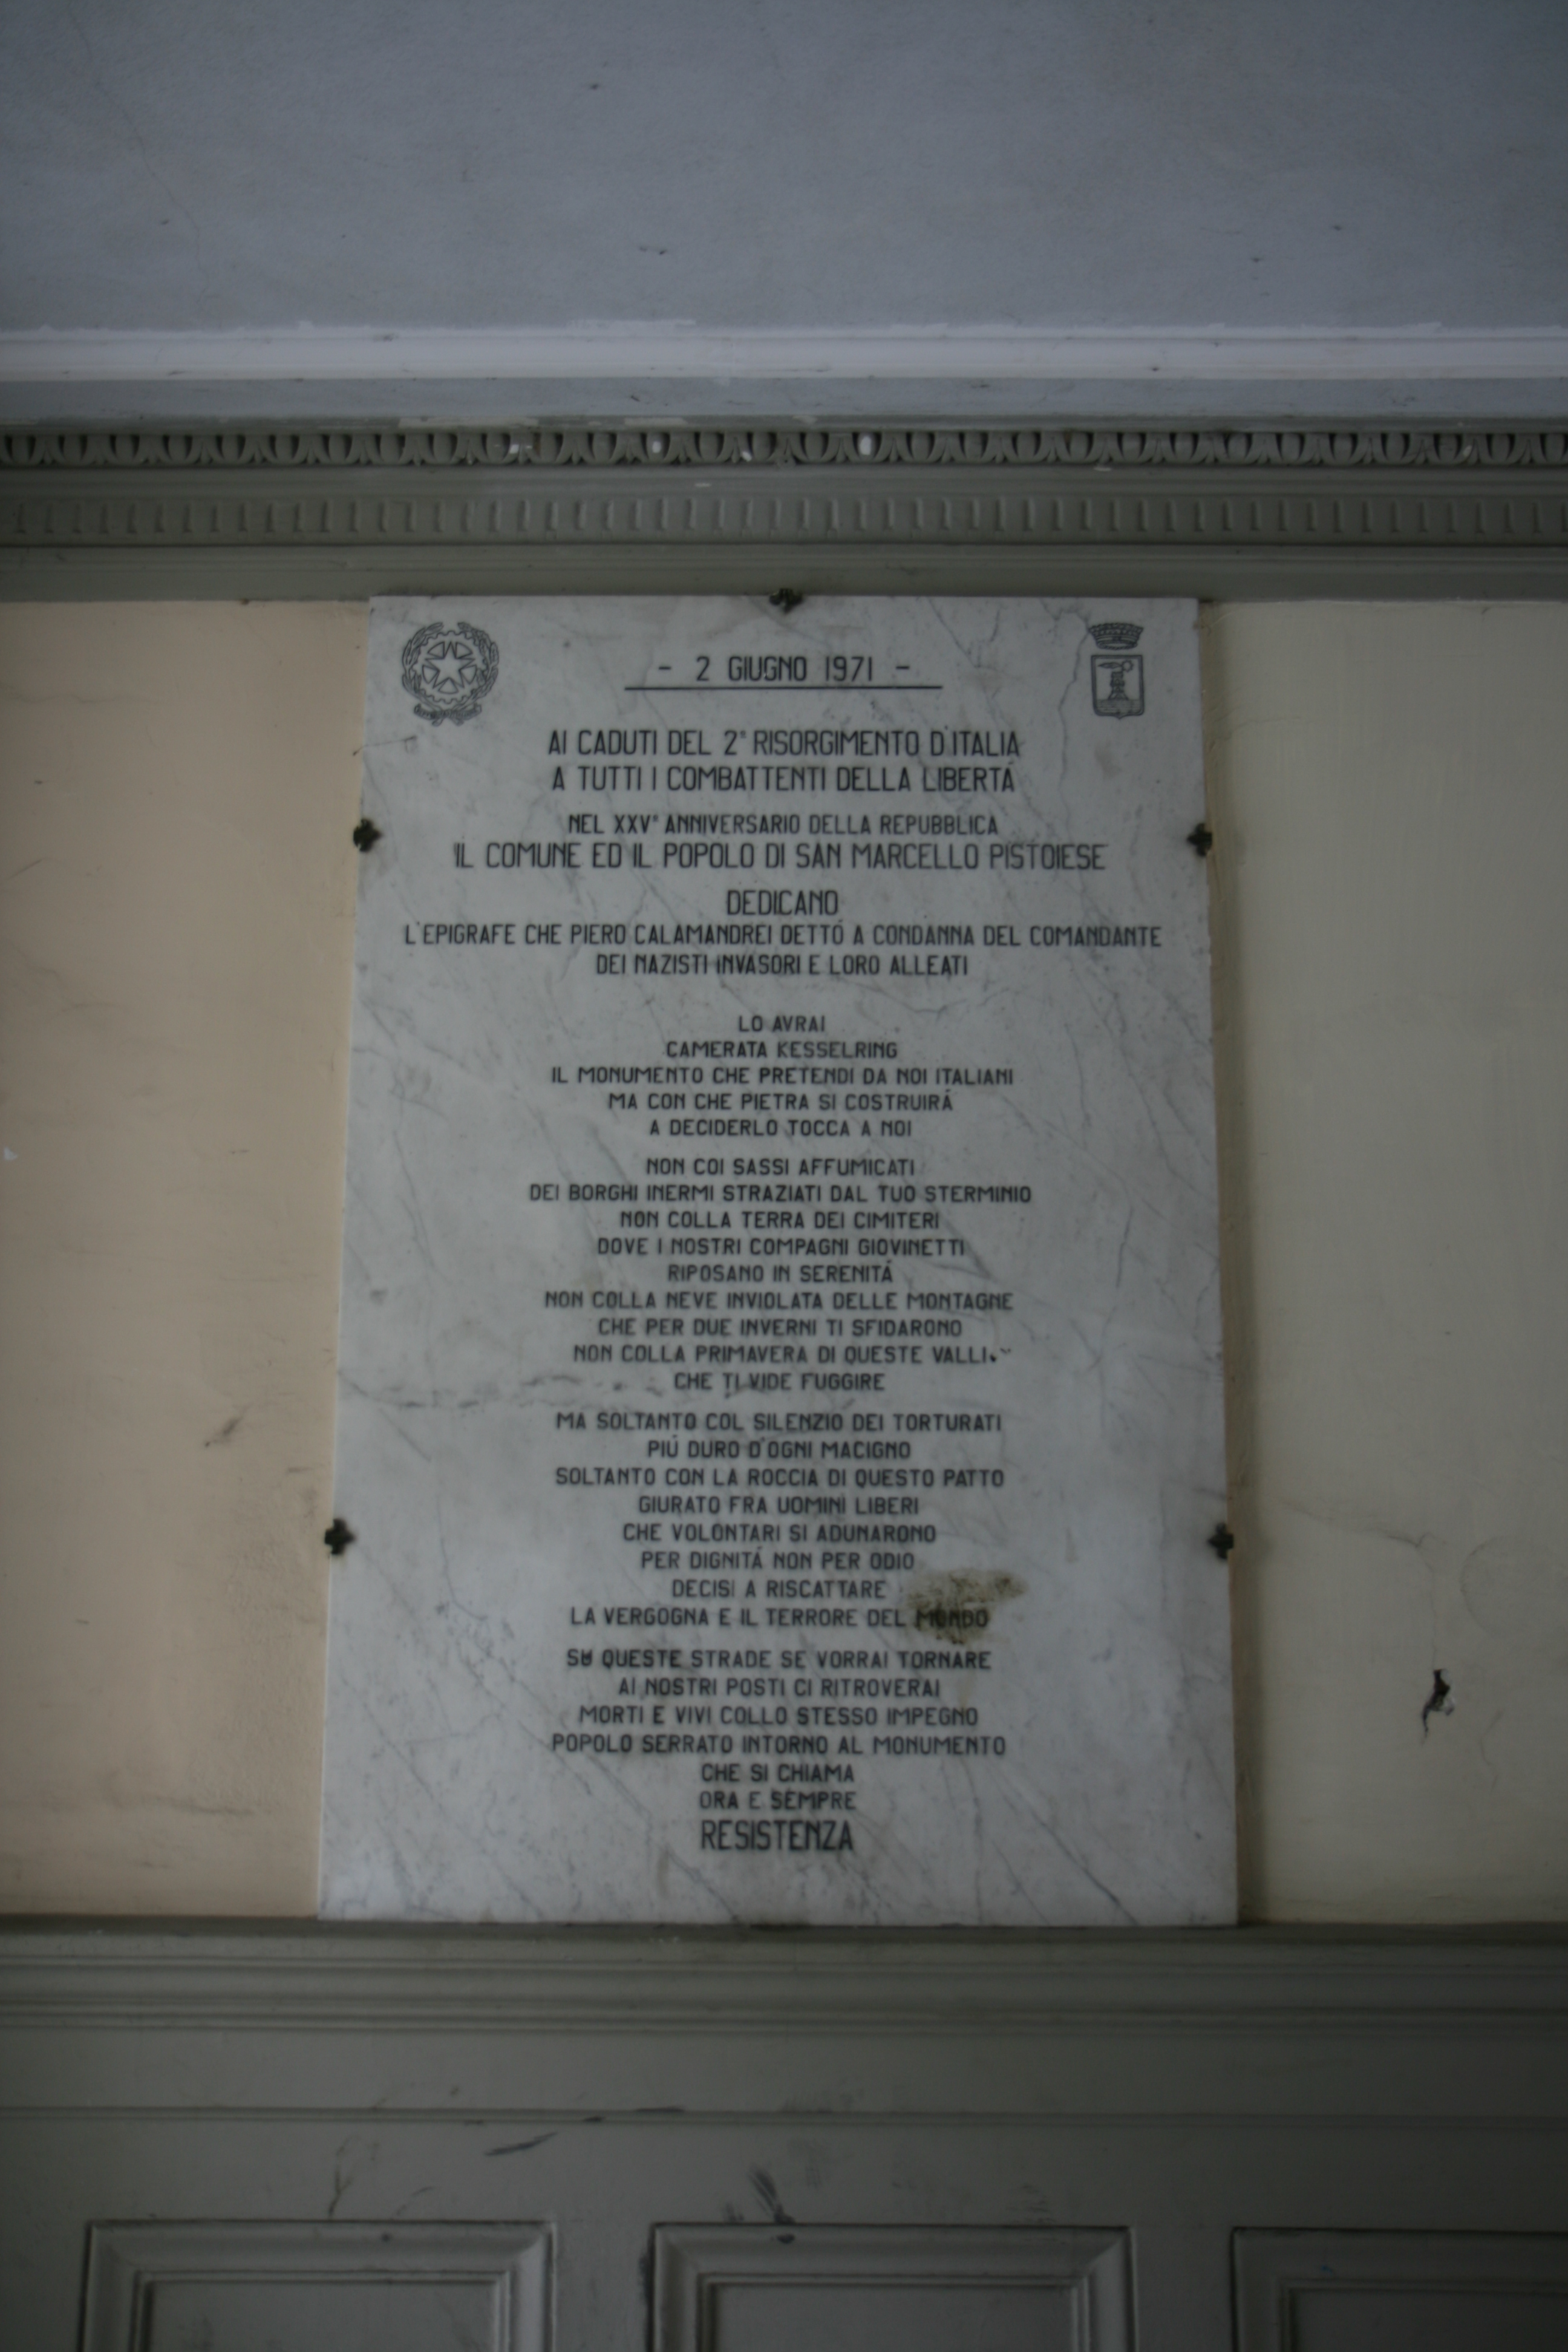 - 2 GIUGNO 1971 -
AI CADUTI DEL 2° RISORGIMENTO D'ITALIA
A TUTTI I COMBATTENTI DELLA LIBERTÁ
NEL XXV° ANNIVERSARIO DELLA REPUBBLICA
IL COMUNE ED IL POPOLO DI SAN MARCELLO PISTOIESE
DEDICANO
L'EPIGRAFE CHE PIERO CALAMANDREI DETTÓ A CONDANNA DEL COMANDANTE
DEI NAZISTI INVASORI E LORO ALLEATI
LO AVRAI
CAMERATA KESSELRING
IL MONUMENTO CHE PRETENDI DA NOI ITALIANI
MA CON CHE PIETRA SI COSTRUIRÁ
A DECIDERLO TOCCA A NOI
NON COI SASSI AFFUMICATI
DEI BORGHI INERMI STRAZIATI DAL TUO STERMINIO
NON COLLA TERRA DEI CIMITERI
DOVE I NOSTRI COMPAGNI GIOVINETTI
RIPOSANO IN SERENITÁ
NON COLLA NEVE INVIOLATA DELLE MONTAGNE
CHE PER DUE INVERNI TI SFIDARONO
NON COLLA PRIMAVERA DI QUESTE VALLI
CHE TI VIDE FUGGIRE
MA SOLTANTO COL SILENZIO DEI TORTURATI
PIÚ DURO D'OGNI MACIGNO
SOLTANTO CON LA ROCCIA DI QUESTO PATTO
GIURATO FRA UOMINI LIBERI
CHE VOLONTARI SI ADUNARONO
PER DIGNITÁ NON PER ODIO
DECISI A RISCATTARE
LA VERGOGNA E IL TERRORE DEL MONDO
SU QUESTE STRADE SE VORRAI TORNARE
AI NOSTRI POSTI CI RITROVERAI
MORTI E VIVI COLLO STESSO IMPEGNO
POPOLO SERRATO INTORNO AL MONUMENTO
CHE SI CHIAMA
ORA E SEMPRE
RESISTENZA